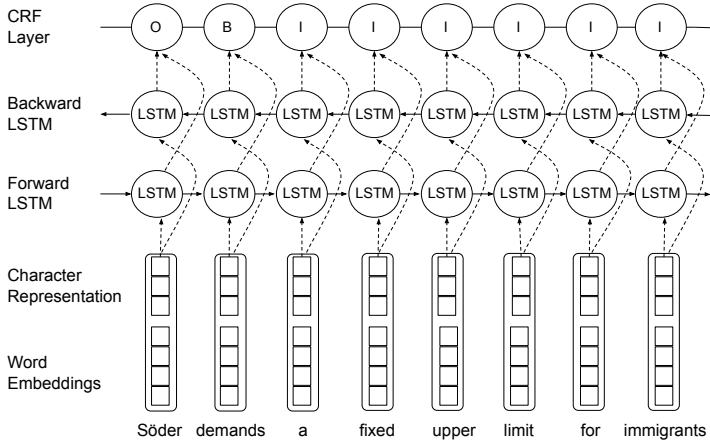 CRF
Layer
O B I I I I I I
Backward
LSTM
LSTM LSTM LSTM LSTM LSTM LSTM LSTM LSTM
Forward
LSTM
LSTM LSTM LSTM LSTM LSTM LSTM LSTM LSTM
Character
Representation
Word
Embeddings
Söder demands a fixed upper limit for immigrants